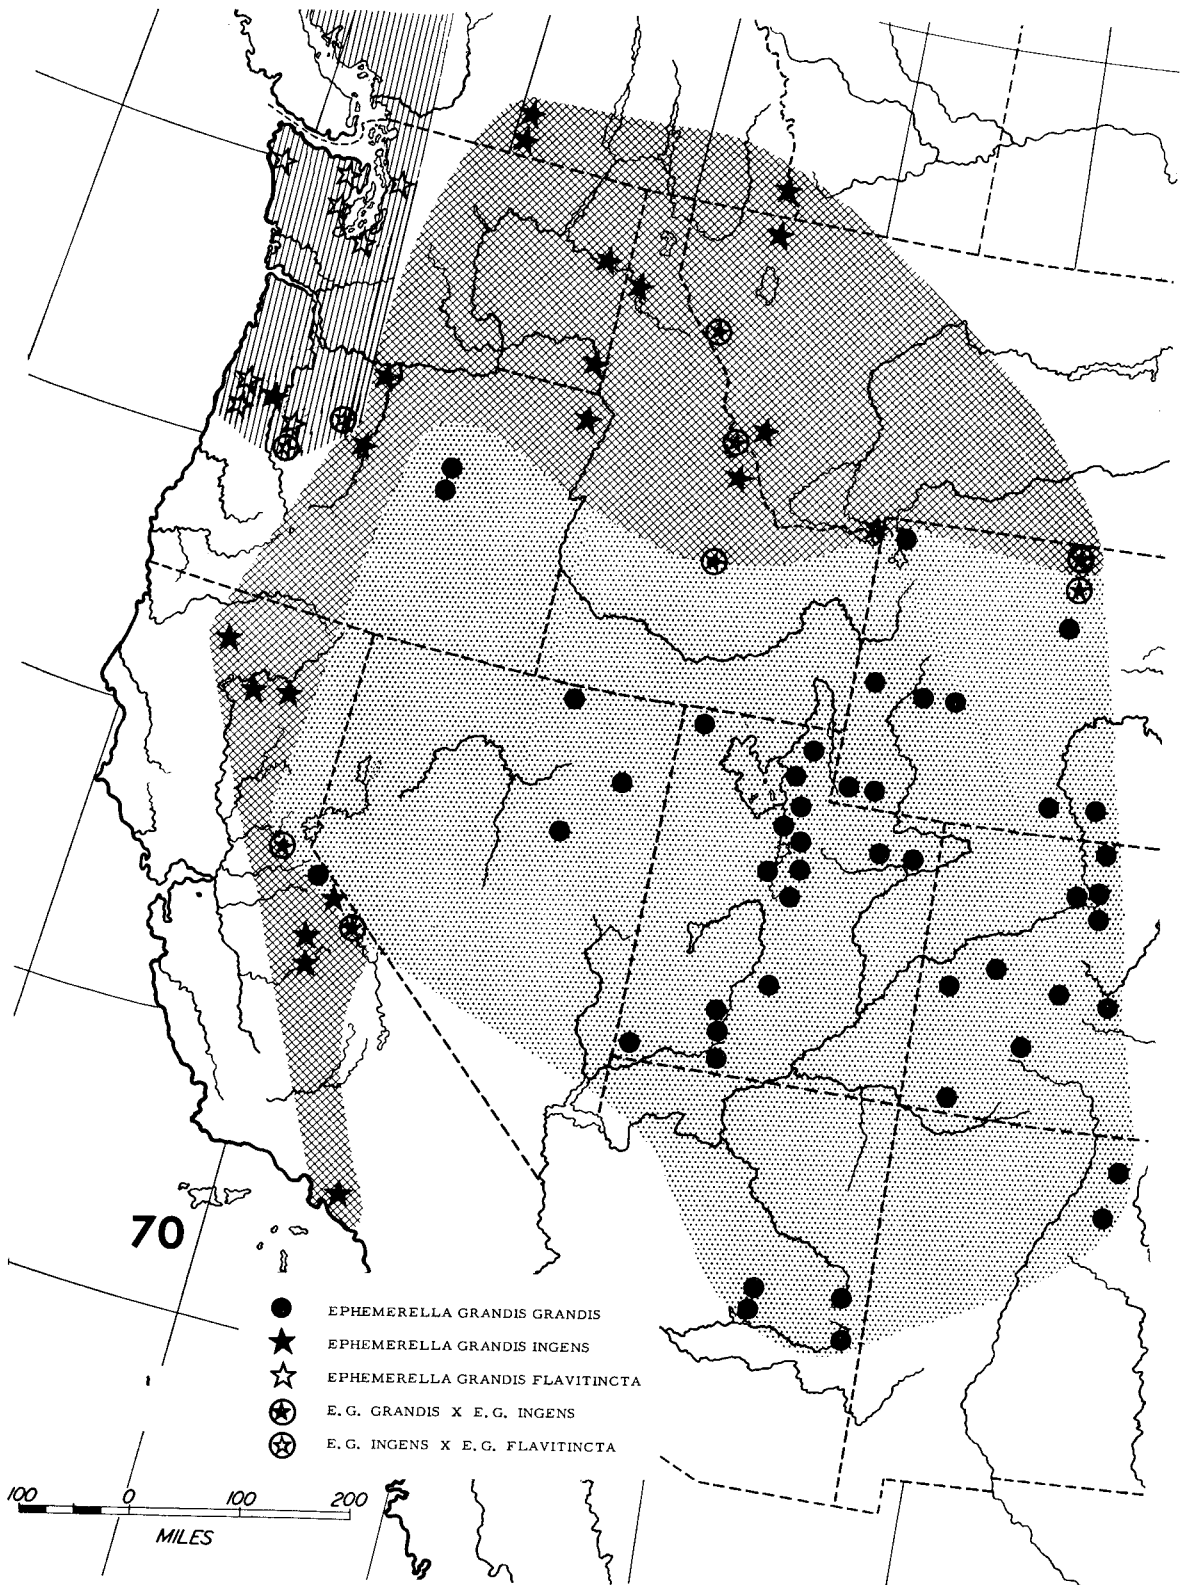 70
EPHEMERELLA GRANDIS GRANDIS
EPHEMERELLA GRANDIS INGENS
EPHEMERELLA GRANDIS FLAVITINCTA
E.G. GRANDIS X E.G. INGENS
E.G. INGENS X E.G. FLAVITINCTA
100 0 100 200
MILES